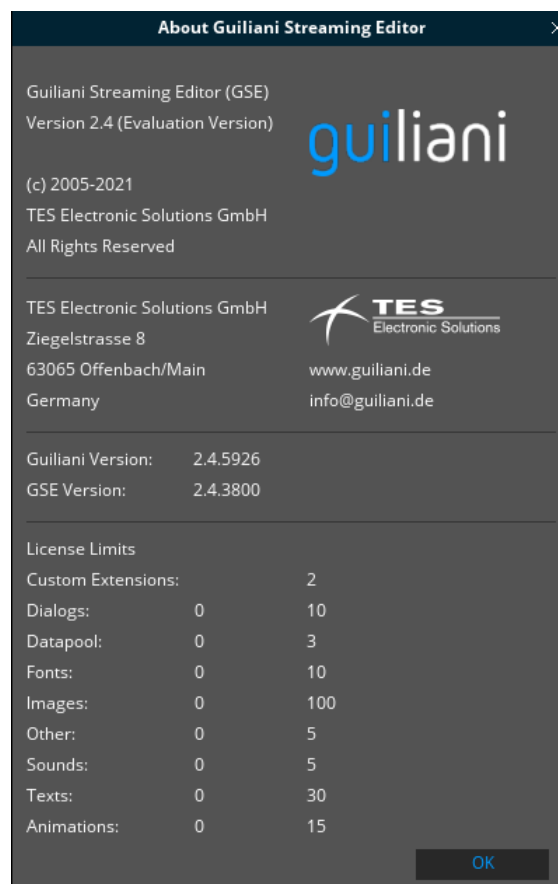 About Guiliani Streaming Editor
Guiliani Streaming Editor (GSE)
Version 2.4 (Evaluation Version)
guiliani
(c) 2005-2021
TES Electronic Solutions GmbH
All Rights Reserved
TES Electronic Solutions GmbH
Ziegelstrasse 8
63065 Offenbach/Main
Germany
TES
Electronic Solutions
www.guiliani.de
info@guiliani.de
Guiliani Version: 2.4.5926
GSE Version: 2.4.3800
License Limits
Custom Extensions: 2
Dialogs: 0 10
Datapool: 0 3
Fonts: 0 10
Images: 0 100
Other: 0 5
Sounds: 0 5
Texts: 0 30
Animations: 0 15
OK